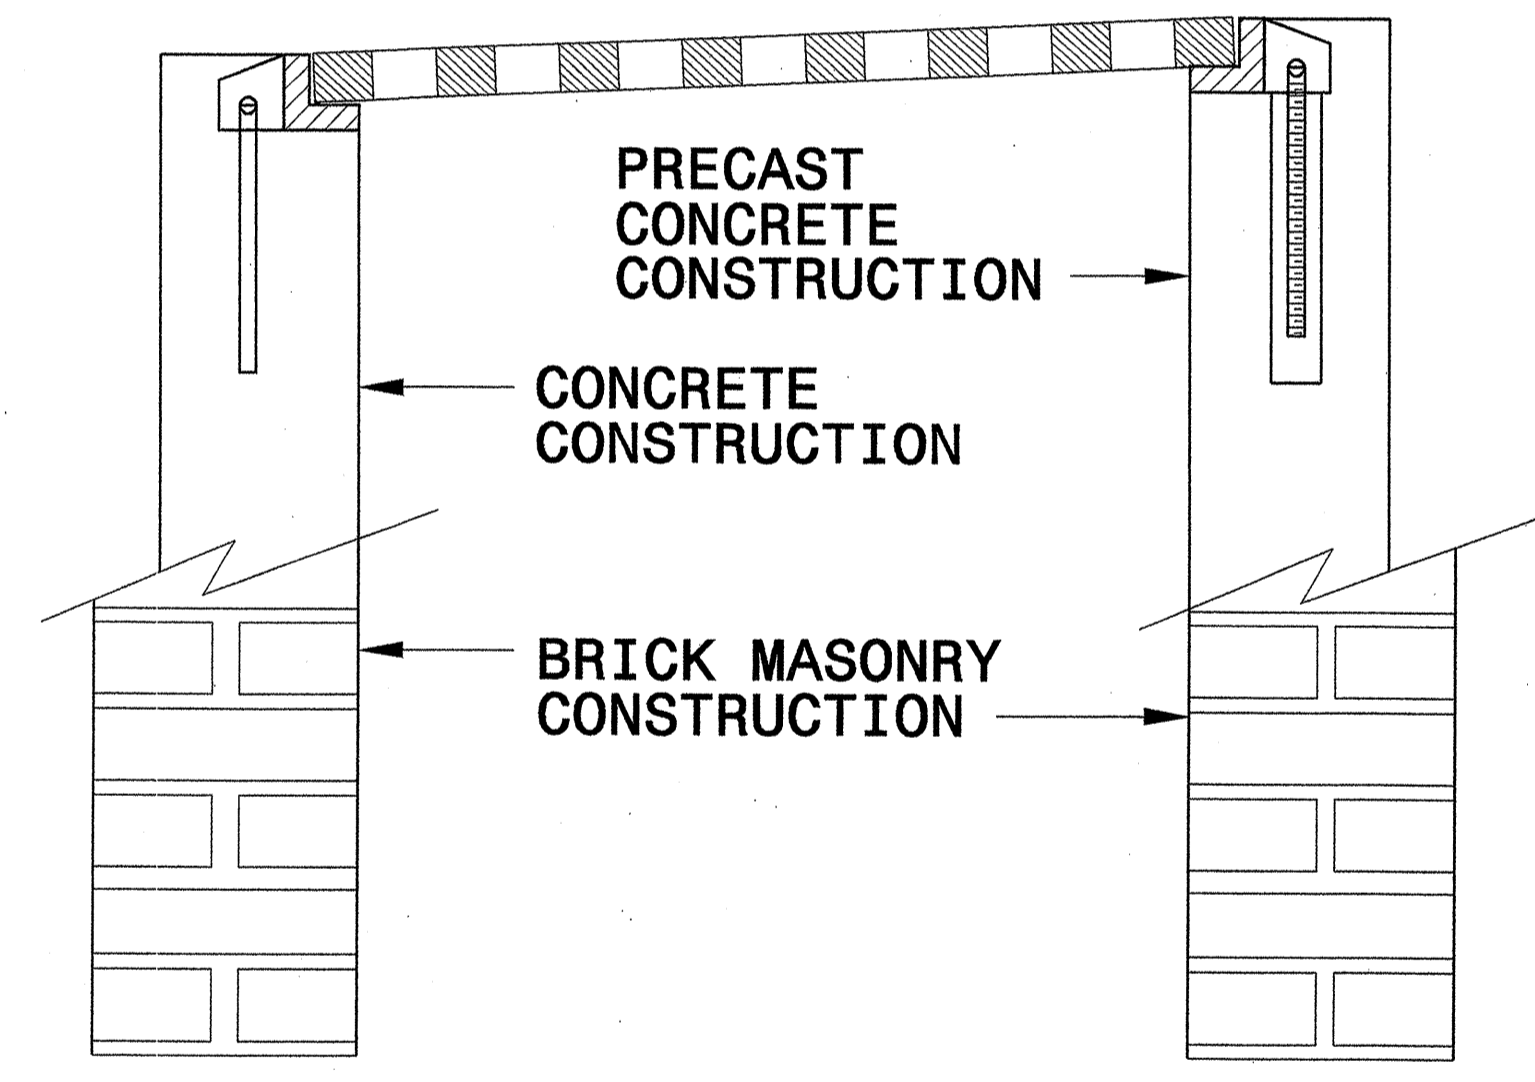 PRECAST
CONCRETE
CONSTRUCTION
CONCRETE
CONSTRUCTION
BRICK MASONRY
CONSTRUCTION